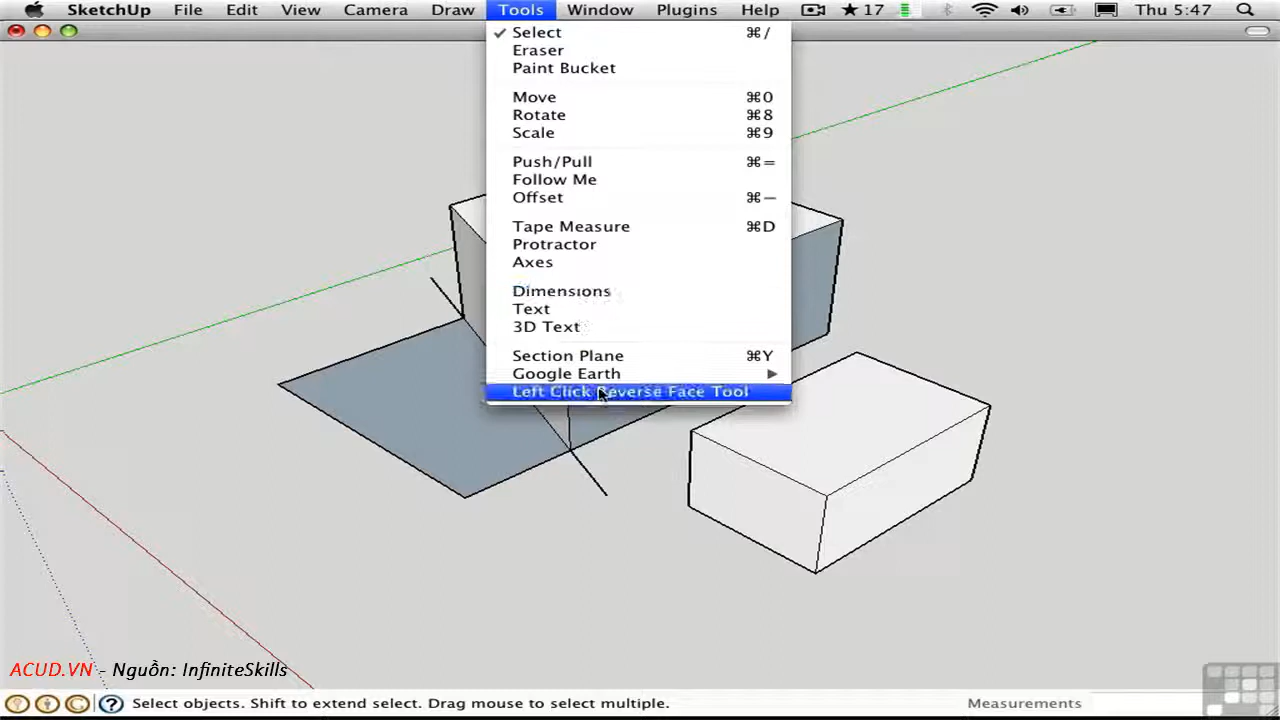 SketchUp File Edit View Camera Draw Tools Window Plugins Help 17 Thu 5:47
Select ⌘/
Eraser
Paint Bucket
Move ⌘0
Rotate ⌘8
Scale ⌘9
Push/Pull ⌘=
Follow Me
Offset ⌘−
Tape Measure ⌘D
Protractor
Axes
Dimensions
Text
3D Text
Section Plane ⌘Y
Google Earth
Left Click Reverse Face Tool
ACUD.VN - Nguồn: InfiniteSkills
Select objects. Shift to extend select. Drag mouse to select multiple. Measurements